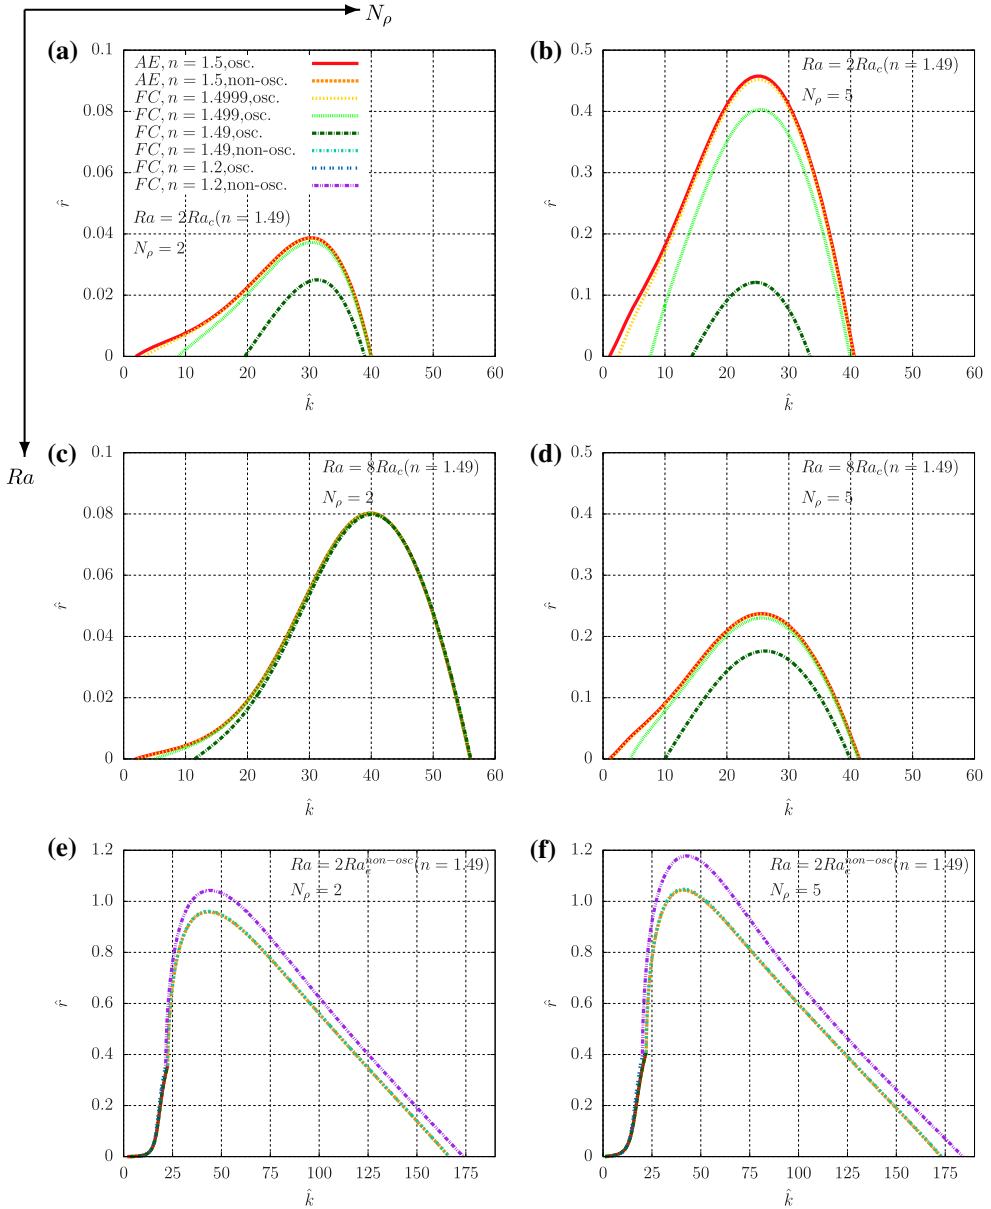 N_ρ
Ra
(a)
0.1
0.08
0.06
0.04
0.02
0
r̂
0 10 20 30 40 50 60
k̂
AE, n = 1.5,osc.
AE, n = 1.5,non-osc.
FC, n = 1.4999,osc.
FC, n = 1.499,osc.
FC, n = 1.49,osc.
FC, n = 1.49,non-osc.
FC, n = 1.2,osc.
FC, n = 1.2,non-osc.
Ra = 2Ra_c(n = 1.49)
N_ρ = 2
(b)
0.5
0.4
0.3
0.2
0.1
0
r̂
0 10 20 30 40 50 60
k̂
Ra = 2Ra_c(n = 1.49)
N_ρ = 5
(c)
0.1
0.08
0.06
0.04
0.02
0
r̂
0 10 20 30 40 50 60
k̂
Ra = 8Ra_c(n = 1.49)
N_ρ = 2
(d)
0.5
0.4
0.3
0.2
0.1
0
r̂
0 10 20 30 40 50 60
k̂
Ra = 8Ra_c(n = 1.49)
N_ρ = 5
(e)
1.2
1.0
0.8
0.6
0.4
0.2
0
r̂
0 25 50 75 100 125 150 175
k̂
Ra = 2Ra_c^{non−osc}(n = 1.49)
N_ρ = 2
(f)
1.2
1.0
0.8
0.6
0.4
0.2
0
r̂
0 25 50 75 100 125 150 175
k̂
Ra = 2Ra_c^{non−osc}(n = 1.49)
N_ρ = 5